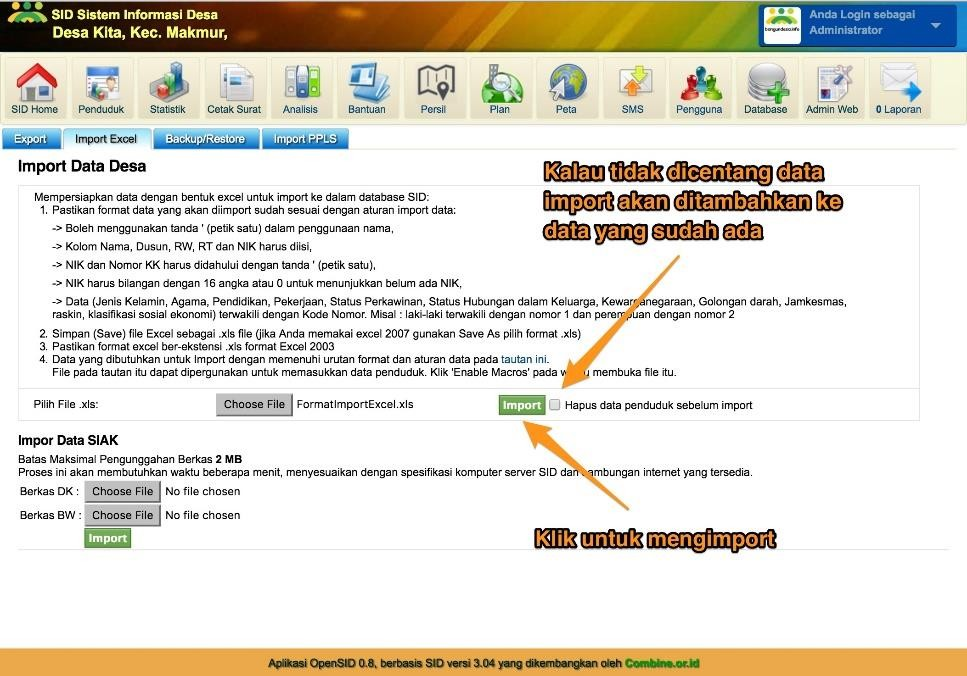 SID Sistem Informasi Desa
Desa Kita, Kec. Makmur,
bangundesa.info
Anda Login sebagai
Administrator
SID Home Penduduk Statistik Cetak Surat Analisis Bantuan Persil Plan Peta SMS Pengguna Database Admin Web 0 Laporan
Export Import Excel Backup/Restore Import PPLS
Import Data Desa
Kalau tidak dicentang data
import akan ditambahkan ke
data yang sudah ada
Mempersiapkan data dengan bentuk excel untuk import ke dalam database SID:
1. Pastikan format data yang akan diimport sudah sesuai dengan aturan import data:
-> Boleh menggunakan tanda ' (petik satu) dalam penggunaan nama,
-> Kolom Nama, Dusun, RW, RT dan NIK harus diisi,
-> NIK dan Nomor KK harus didahului dengan tanda ' (petik satu),
-> NIK harus bilangan dengan 16 angka atau 0 untuk menunjukkan belum ada NIK,
-> Data (Jenis Kelamin, Agama, Pendidikan, Pekerjaan, Status Perkawinan, Status Hubungan dalam Keluarga, Kewarganegaraan, Golongan darah, Jamkesmas,
raskin, klasifikasi sosial ekonomi) terwakili dengan Kode Nomor. Misal : laki-laki terwakili dengan nomor 1 dan perempuan dengan nomor 2
2. Simpan (Save) file Excel sebagai .xls file (jika Anda memakai excel 2007 gunakan Save As pilih format .xls)
3. Pastikan format excel ber-ekstensi .xls format Excel 2003
4. Data yang dibutuhkan untuk Import dengan memenuhi urutan format dan aturan data pada tautan ini.
File pada tautan itu dapat dipergunakan untuk memasukkan data penduduk. Klik 'Enable Macros' pada waktu membuka file itu.
Pilih File .xls: Choose File FormatImportExcel.xls Import Hapus data penduduk sebelum import
Impor Data SIAK
Batas Maksimal Pengunggahan Berkas 2 MB
Proses ini akan membutuhkan waktu beberapa menit, menyesuaikan dengan spesifikasi komputer server SID dan sambungan internet yang tersedia.
Berkas DK : Choose File No file chosen
Berkas BW : Choose File No file chosen
Import
Klik untuk mengimport
Aplikasi OpenSID 0.8, berbasis SID versi 3.04 yang dikembangkan oleh Combine.or.id